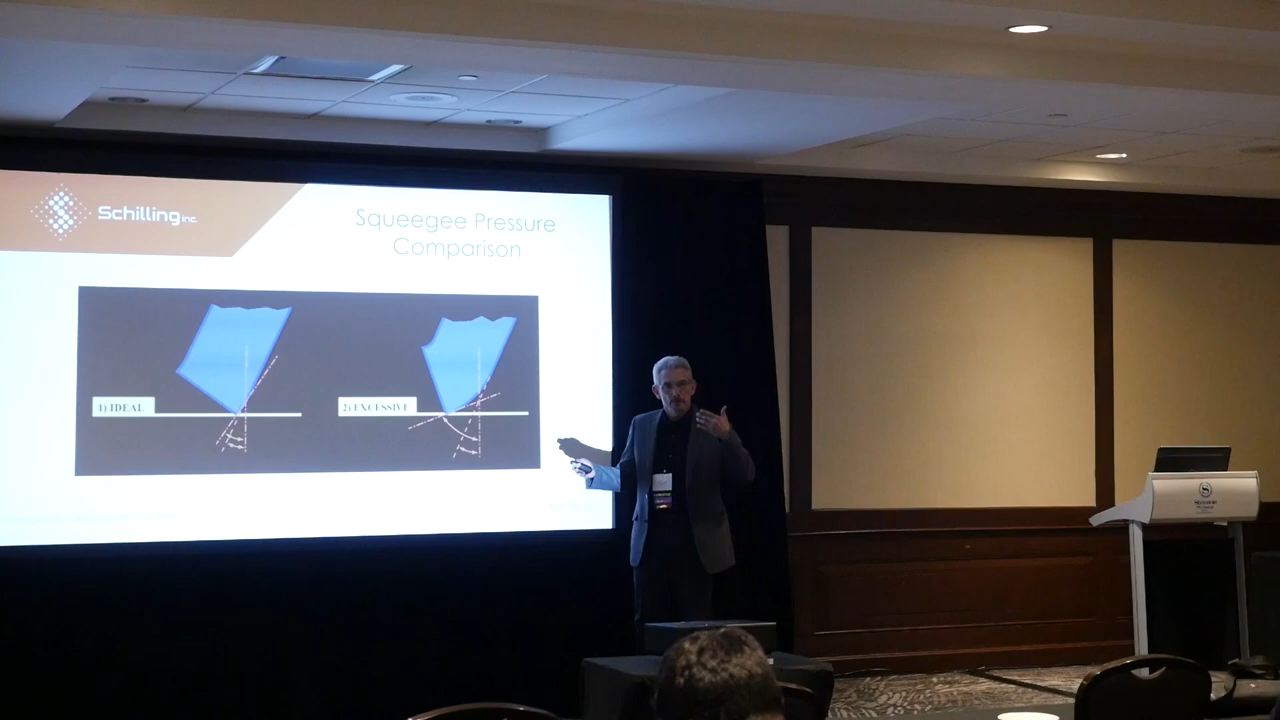 Schilling inc.
Squeegee Pressure
Comparison
1) IDEAL
2) EXCESSIVE